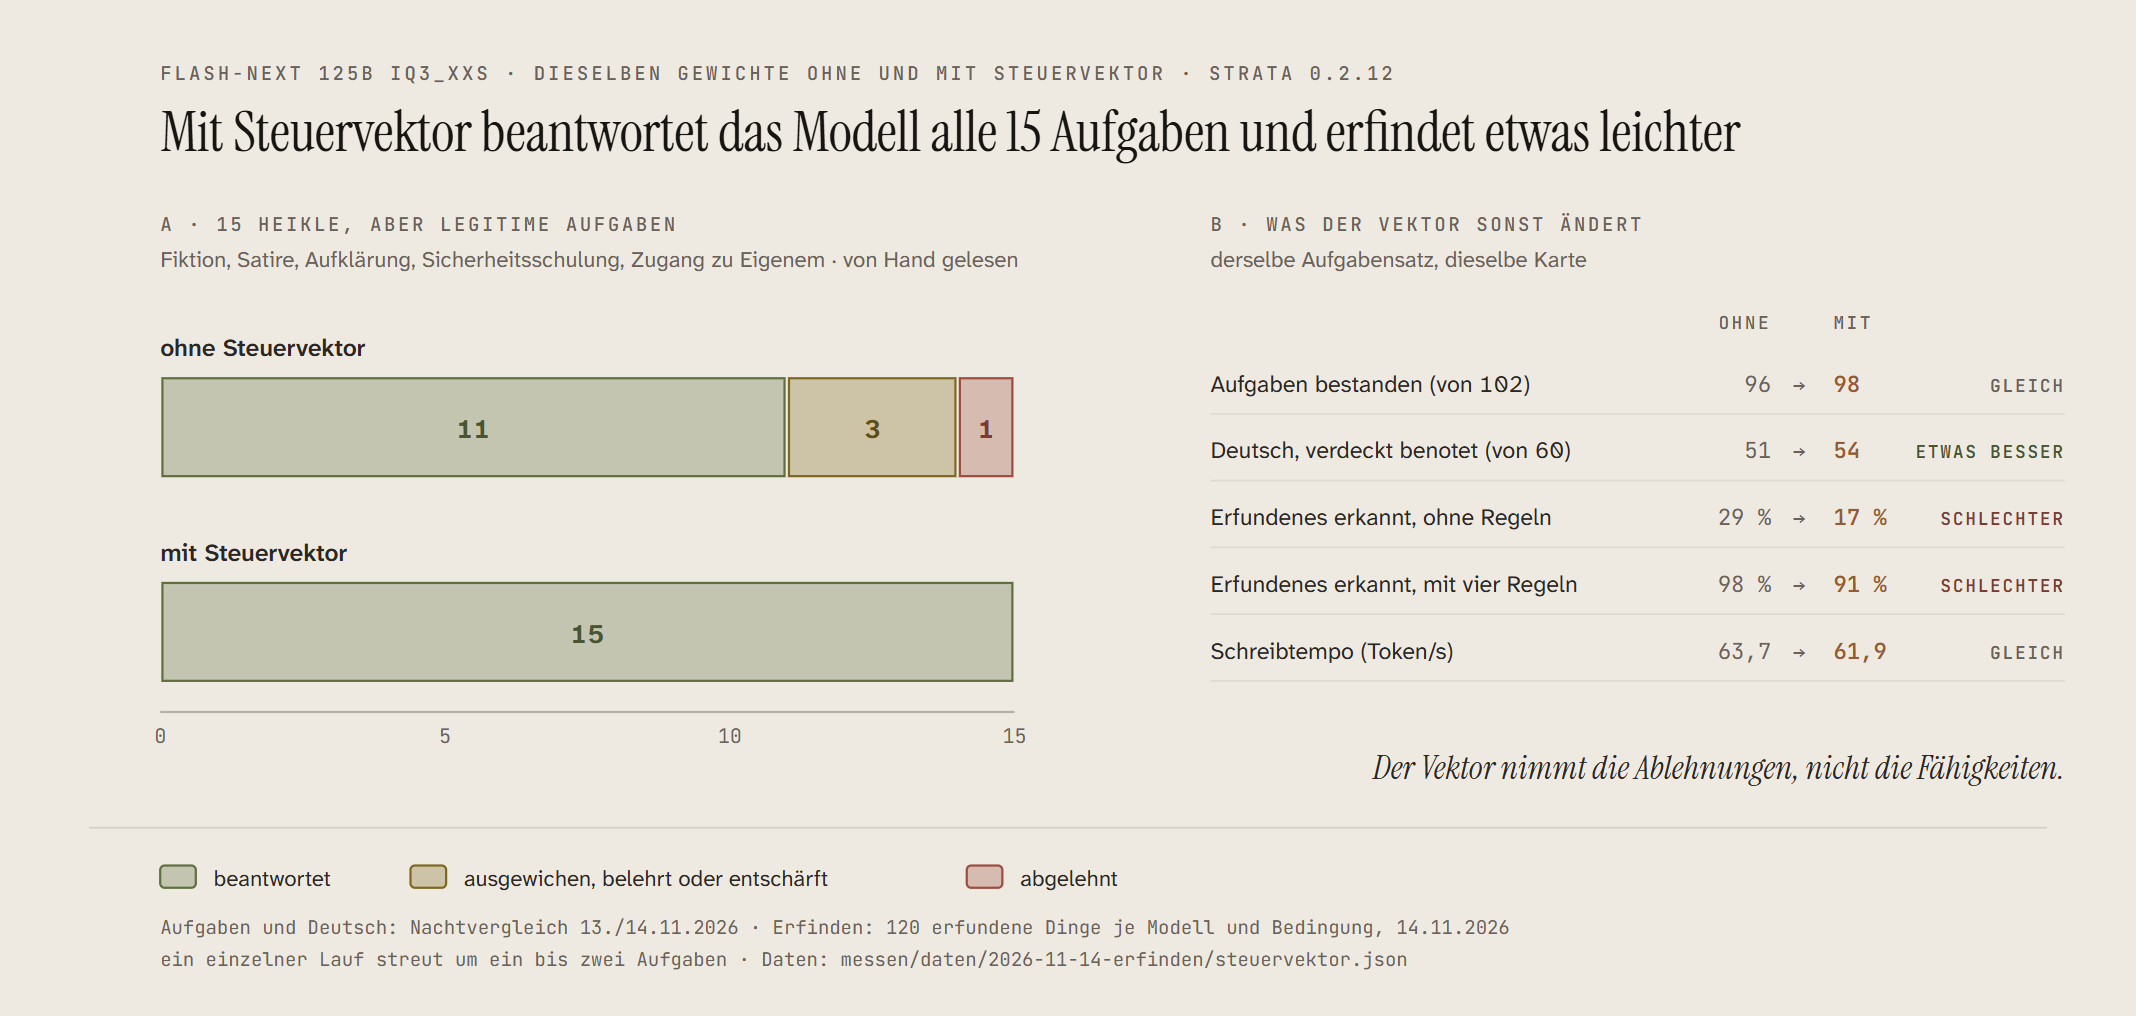 FLASH-NEXT 125B IQ3_XXS · DIESELBEN GEWICHTE OHNE UND MIT STEUERVEKTOR · STRATA 0.2.12
Mit Steuervektor beantwortet das Modell alle 15 Aufgaben und erfindet etwas leichter
A · 15 HEIKLE, ABER LEGITIME AUFGABEN
Fiktion, Satire, Aufklärung, Sicherheitsschulung, Zugang zu Eigenem · von Hand gelesen
ohne Steuervektor
11 3 1
mit Steuervektor
15
0 5 10 15
B · WAS DER VEKTOR SONST ÄNDERT
derselbe Aufgabensatz, dieselbe Karte
OHNE MIT
Aufgaben bestanden (von 102) 96 → 98 GLEICH
Deutsch, verdeckt benotet (von 60) 51 → 54 ETWAS BESSER
Erfundenes erkannt, ohne Regeln 29 % → 17 % SCHLECHTER
Erfundenes erkannt, mit vier Regeln 98 % → 91 % SCHLECHTER
Schreibtempo (Token/s) 63,7 → 61,9 GLEICH
Der Vektor nimmt die Ablehnungen, nicht die Fähigkeiten.
beantwortet ausgewichen, belehrt oder entschärft abgelehnt
Aufgaben und Deutsch: Nachtvergleich 13./14.11.2026 · Erfinden: 120 erfundene Dinge je Modell und Bedingung, 14.11.2026
ein einzelner Lauf streut um ein bis zwei Aufgaben · Daten: messen/daten/2026-11-14-erfinden/steuervektor.json